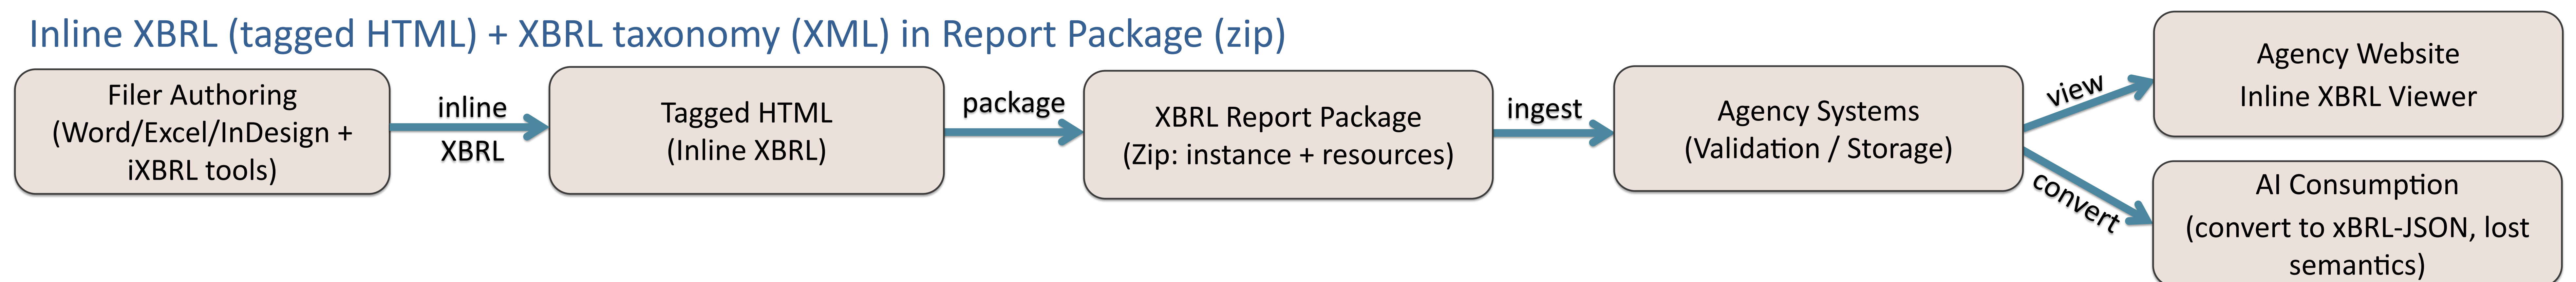 Inline XBRL (tagged HTML) + XBRL taxonomy (XML) in Report Package (zip)
Filer Authoring
(Word/Excel/InDesign +
iXBRL tools)
inline
XBRL
Tagged HTML
(Inline XBRL)
package
XBRL Report Package
(Zip: instance + resources)
ingest
Agency Systems
(Validation / Storage)
view
Agency Website
Inline XBRL Viewer
convert
AI Consumption
(convert to xBRL-JSON, lost
semantics)